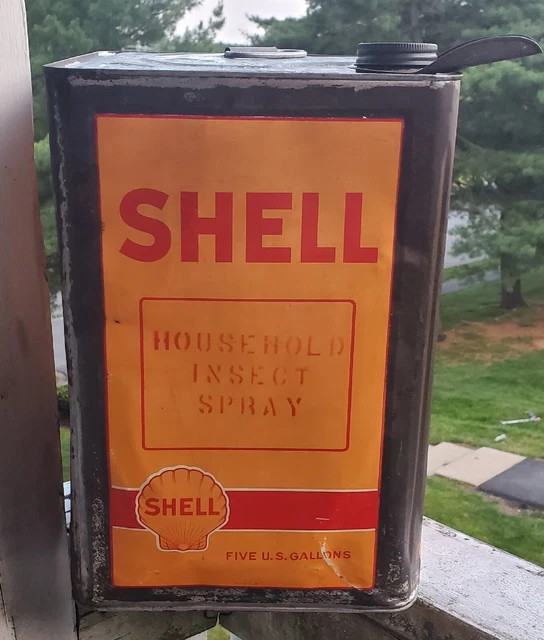 SHELL
HOUSEHOLD
INSECT
SPRAY
SHELL
FIVE U.S. GALLONS